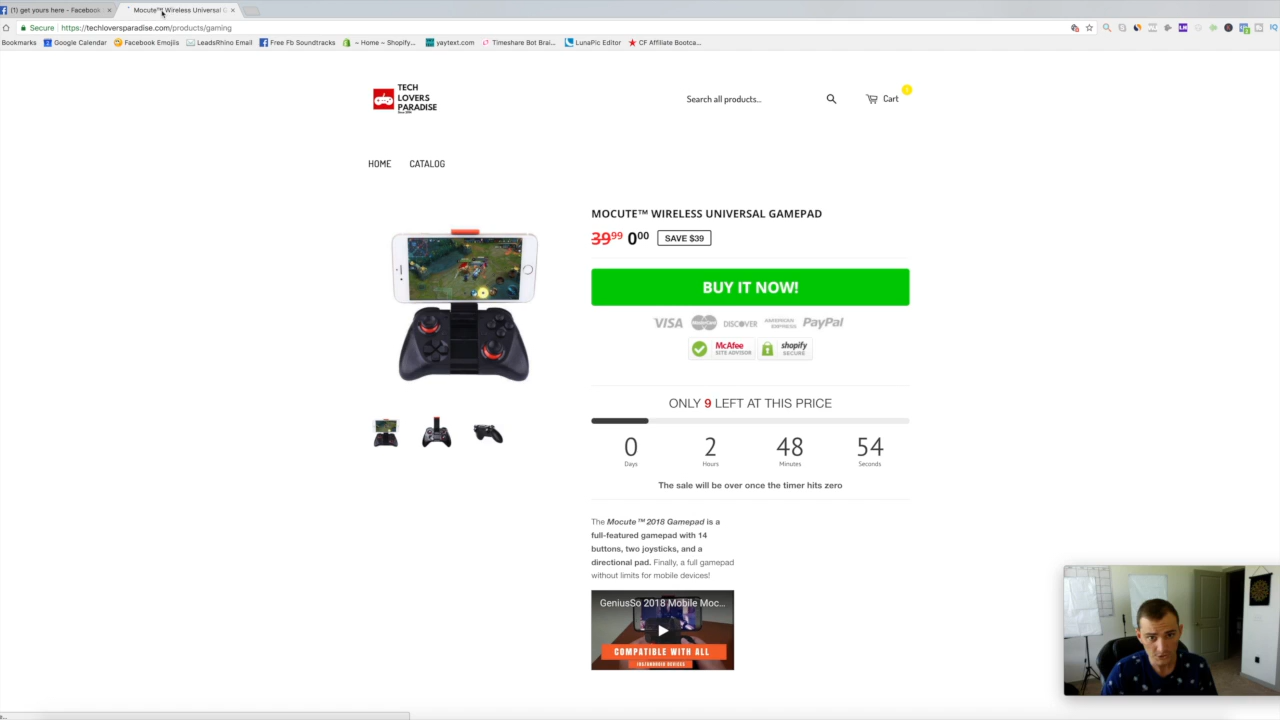 (1) get yours here - Facebook
Mocute™ Wireless Universal G
Secure https://techloversparadise.com/products/gaming
Bookmarks Google Calendar Facebook Emojiis LeadsRhino Email Free Fb Soundtracks ~ Home ~ Shopify... yaytext.com Timeshare Bot Brai... LunaPic Editor CF Affiliate Bootca...
TECH
LOVERS
PARADISE
Search all products...
Cart
HOME CATALOG
MOCUTE™ WIRELESS UNIVERSAL GAMEPAD
39.99 0.00 SAVE $39
BUY IT NOW!
VISA MasterCard DISCOVER AMERICAN EXPRESS PayPal
McAfee
SITE ADVISOR
shopify
SECURE
ONLY 9 LEFT AT THIS PRICE
0 2 48 54
Days Hours Minutes Seconds
The sale will be over once the timer hits zero
The Mocute™ 2018 Gamepad is a
full-featured gamepad with 14
buttons, two joysticks, and a
directional pad. Finally, a full gamepad
without limits for mobile devices!
GeniusSo 2018 Mobile Moc...
COMPATIBLE WITH ALL